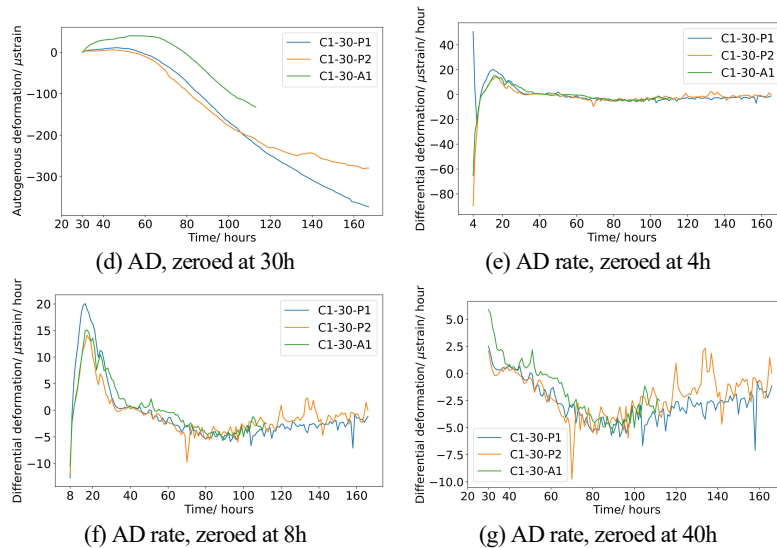 Autogenous deformation/ μstrain
0
−100
−200
−300
20 30 40 60 80 100 120 140 160
Time/ hours
C1-30-P1
C1-30-P2
C1-30-A1
(d) AD, zeroed at 30h
Differential deformation/ μstrain/ hour
40
20
0
−20
−40
−60
−80
4 20 40 60 80 100 120 140 160
Time/ hours
C1-30-P1
C1-30-P2
C1-30-A1
(e) AD rate, zeroed at 4h
Differential deformation/ μstrain/ hour
20
15
10
5
0
−5
−10
8 20 40 60 80 100 120 140 160
Time/ hours
C1-30-P1
C1-30-P2
C1-30-A1
(f) AD rate, zeroed at 8h
Differential deformation/ μstrain/ hour
5.0
2.5
0.0
−2.5
−5.0
−7.5
−10.0
20 30 40 60 80 100 120 140 160
Time/ hours
C1-30-P1
C1-30-P2
C1-30-A1
(g) AD rate, zeroed at 40h